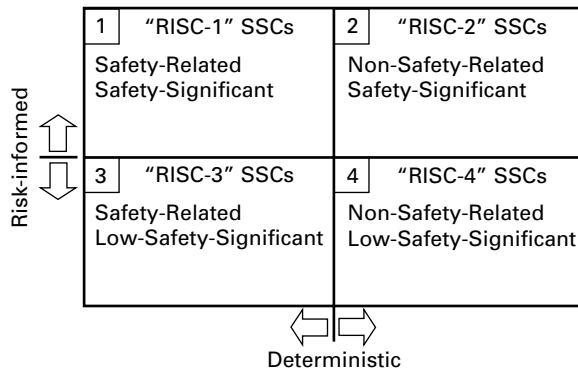 1 “RISC-1” SSCs
Safety-Related
Safety-Significant
2 “RISC-2” SSCs
Non-Safety-Related
Safety-Significant
Risk-informed
3 “RISC-3” SSCs
Safety-Related
Low-Safety-Significant
4 “RISC-4” SSCs
Non-Safety-Related
Low-Safety-Significant
Deterministic